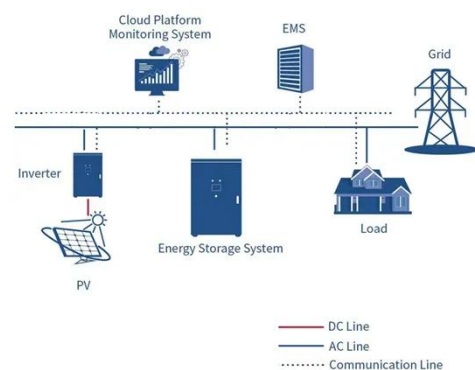 Cloud Platform
Monitoring System
EMS
Grid
Inverter
Energy Storage System
Load
PV
DC Line
AC Line
Communication Line